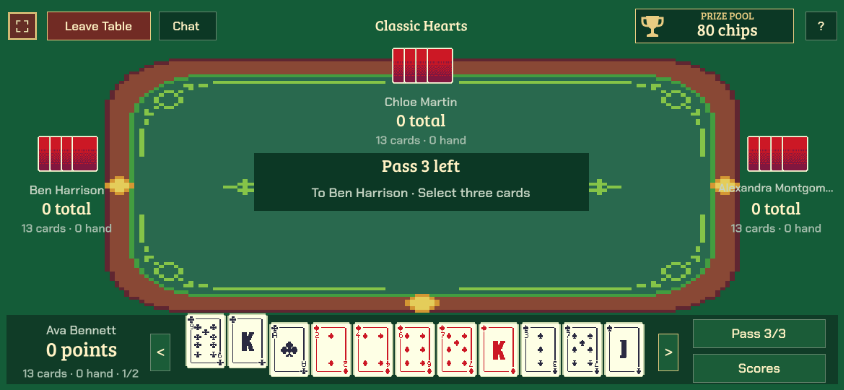 Leave Table
Chat
Classic Hearts
PRIZE POOL
80 chips
?
Chloe Martin
0 total
13 cards · 0 hand
Pass 3 left
To Ben Harrison · Select three cards
Ben Harrison
0 total
13 cards · 0 hand
exandra Montgom...
0 total
13 cards · 0 hand
Ava Bennett
0 points
13 cards · 0 hand · 1/2
<
K
K
J
>
Pass 3/3
Scores